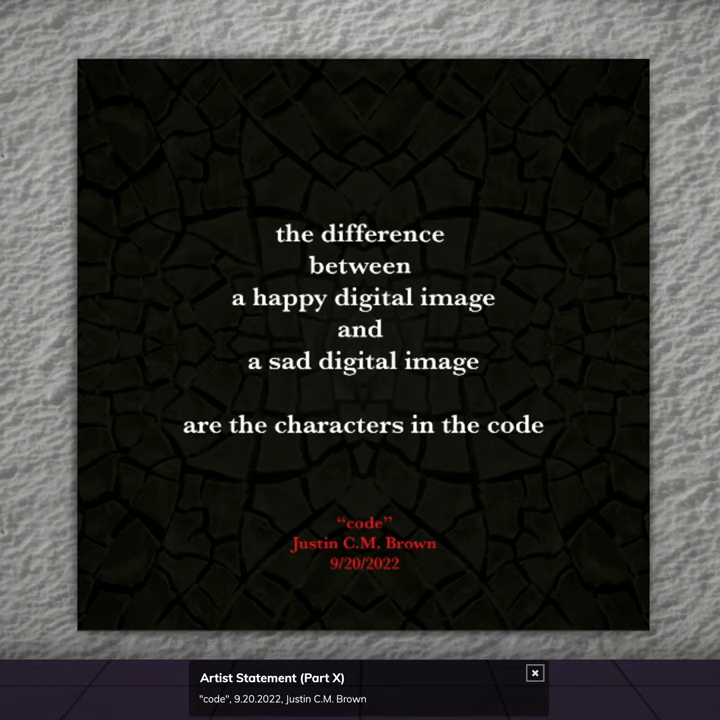 the difference
between
a happy digital image
and
a sad digital image
are the characters in the code
“code”
Justin C.M. Brown
9/20/2022
Artist Statement (Part X)
"code", 9.20.2022, Justin C.M. Brown